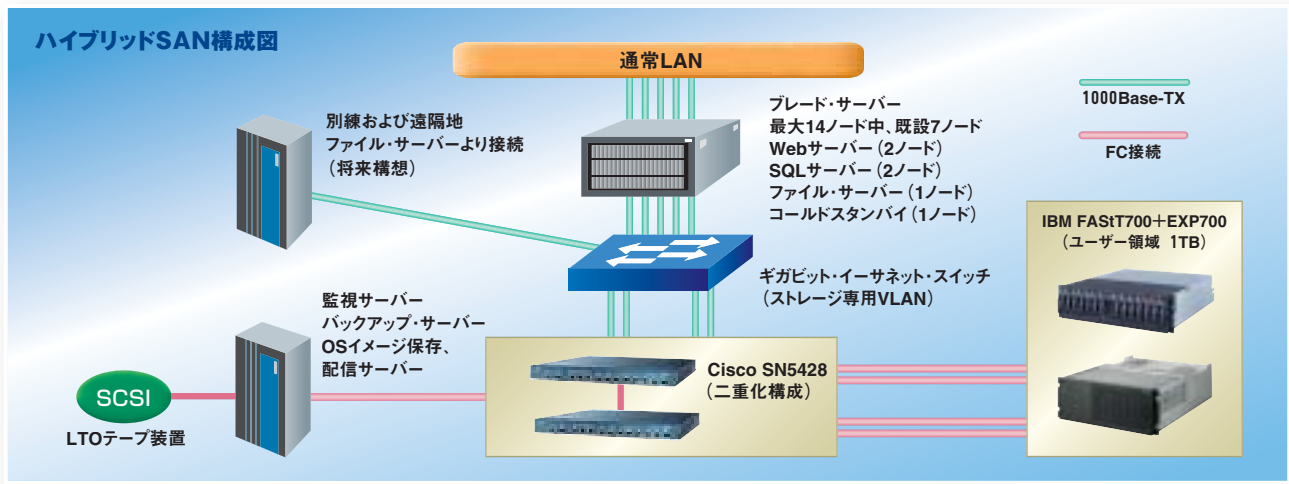 ハイブリッドSAN構成図
通常LAN
1000Base-TX
FC接続
別練および遠隔地
ファイル・サーバーより接続
（将来構想）
ブレード・サーバー
最大14ノード中、既設7ノード
Webサーバー（2ノード）
SQLサーバー（2ノード）
ファイル・サーバー（1ノード）
コールドスタンバイ（1ノード）
IBM FAStT700＋EXP700
（ユーザー領域 1TB）
ギガビット・イーサネット・スイッチ
（ストレージ専用VLAN）
監視サーバー
バックアップ・サーバー
OSイメージ保存、
配信サーバー
Cisco SN5428
（二重化構成）
SCSI
LTOテープ装置